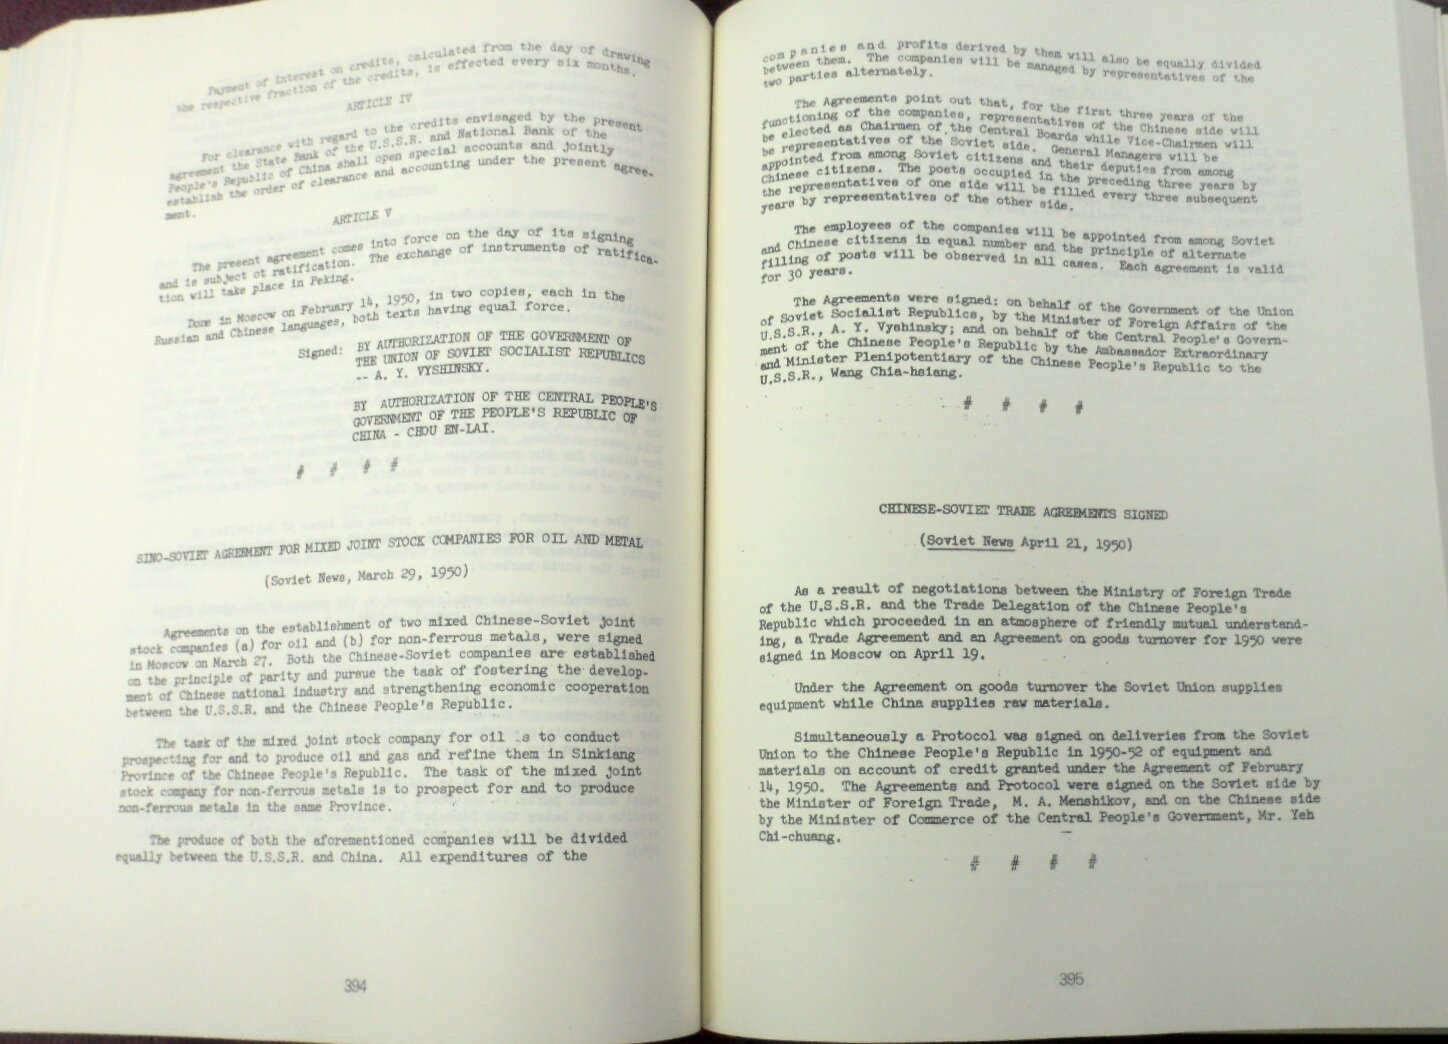 Payment of interest on credits, calculated from the day of drawing
the respective fraction of the credits, is effected every six months.
ARTICLE IV
For clearance with regard to the credits envisaged by the present
agreement the State Bank of the U.S.S.R. and National Bank of the
People's Republic of China shall open special accounts and jointly
establish the order of clearance and accounting under the present agree-
ment.
ARTICLE V
The present agreement comes into force on the day of its signing
and is subject ot ratification. The exchange of instruments of ratifica-
tion will take place in Peking.
Done in Moscow on February 14, 1950, in two copies, each in the
Russian and Chinese languages, both texts having equal force.
Signed: BY AUTHORIZATION OF THE GOVERNMENT OF
THE UNION OF SOVIET SOCIALIST REPUBLICS
-- A. Y. VYSHINSKY.
BY AUTHORIZATION OF THE CENTRAL PEOPLE'S
GOVERNMENT OF THE PEOPLE'S REPUBLIC OF
CHINA - CHOU EN-LAI.
# # # #
SINO-SOVIET AGREEMENT FOR MIXED JOINT STOCK COMPANIES FOR OIL AND METAL
(Soviet News, March 29, 1950)
Agreements on the establishment of two mixed Chinese-Soviet joint
stock companies (a) for oil and (b) for non-ferrous metals, were signed
in Moscow on March 27. Both the Chinese-Soviet companies are established
on the principle of parity and pursue the task of fostering the develop-
ment of Chinese national industry and strengthening economic cooperation
between the U.S.S.R. and the Chinese People's Republic.
The task of the mixed joint stock company for oil is to conduct
prospecting for and to produce oil and gas and refine them in Sinkiang
Province of the Chinese People's Republic. The task of the mixed joint
stock company for non-ferrous metals is to prospect for and to produce
non-ferrous metals in the same Province.
The produce of both the aforementioned companies will be divided
equally between the U.S.S.R. and China. All expenditures of the
394
companies and profits derived by them will also be equally divided
between them. The companies will be managed by representatives of the
two parties alternately.
The Agreements point out that, for the first three years of the
functioning of the companies, representatives of the Chinese side will
be elected as Chairmen of the Central Boards while Vice-Chairmen will
be representatives of the Soviet side. General Managers will be
appointed from among Soviet citizens and their deputies from among
Chinese citizens. The posts occupied in the preceding three years by
the representatives of one side will be filled every three subsequent
years by representatives of the other side.
The employees of the companies will be appointed from among Soviet
and Chinese citizens in equal number and the principle of alternate
filling of posts will be observed in all cases. Each agreement is valid
for 30 years.
The Agreements were signed: on behalf of the Government of the Union
of Soviet Socialist Republics, by the Minister of Foreign Affairs of the
U.S.S.R., A. Y. Vyshinsky; and on behalf of the Central People's Govern-
ment of the Chinese People's Republic by the Ambassador Extraordinary
and Minister Plenipotentiary of the Chinese People's Republic to the
U.S.S.R., Wang Chia-hsiang.
# # # #
CHINESE-SOVIET TRADE AGREEMENTS SIGNED
(Soviet News April 21, 1950)
As a result of negotiations between the Ministry of Foreign Trade
of the U.S.S.R. and the Trade Delegation of the Chinese People's
Republic which proceeded in an atmosphere of friendly mutual understand-
ing, a Trade Agreement and an Agreement on goods turnover for 1950 were
signed in Moscow on April 19.
Under the Agreement on goods turnover the Soviet Union supplies
equipment while China supplies raw materials.
Simultaneously a Protocol was signed on deliveries from the Soviet
Union to the Chinese People's Republic in 1950-52 of equipment and
materials on account of credit granted under the Agreement of February
14, 1950. The Agreements and Protocol were signed on the Soviet side by
the Minister of Foreign Trade, M. A. Menshikov, and on the Chinese side
by the Minister of Commerce of the Central People's Government, Mr. Yeh
Chi-chuang.
# # # #
395